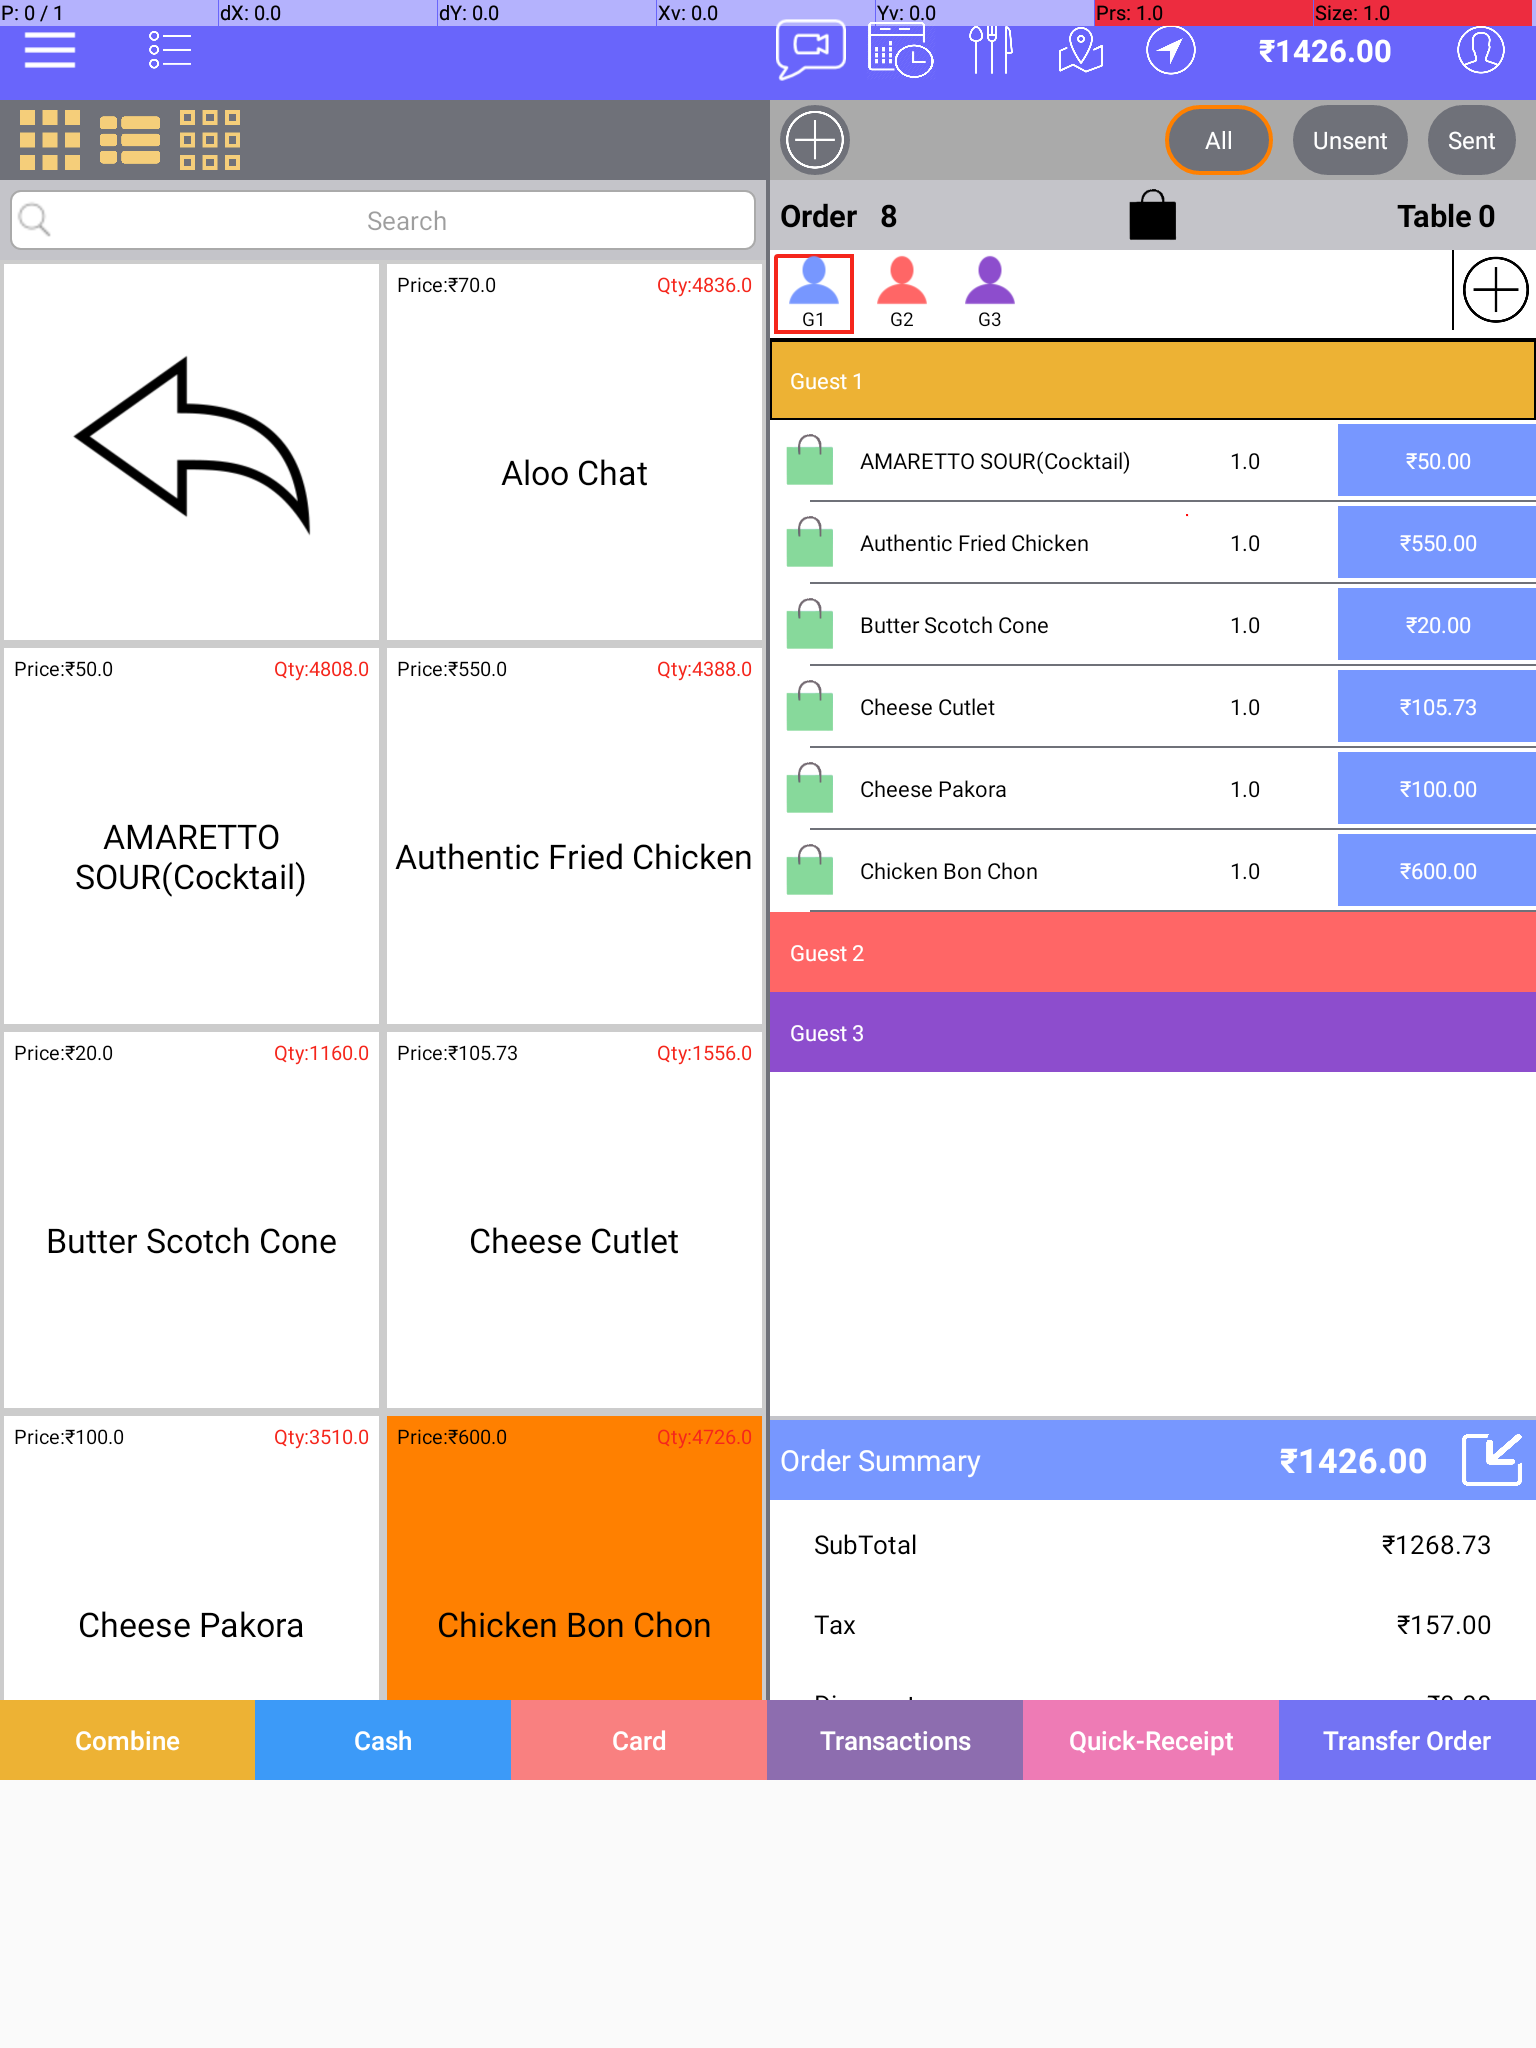 P: 0 / 1 dX: 0.0 dY: 0.0 Xv: 0.0 Yv: 0.0 Prs: 1.0 Size: 1.0
₹1426.00
All Unsent Sent
Search
Order 8 Table 0
G1 G2 G3
Price:₹70.0 Qty:4836.0
Aloo Chat
Price:₹50.0 Qty:4808.0
AMARETTO
SOUR(Cocktail)
Price:₹550.0 Qty:4388.0
Authentic Fried Chicken
Price:₹20.0 Qty:1160.0
Butter Scotch Cone
Price:₹105.73 Qty:1556.0
Cheese Cutlet
Price:₹100.0 Qty:3510.0
Cheese Pakora
Price:₹600.0 Qty:4726.0
Chicken Bon Chon
Guest 1
AMARETTO SOUR(Cocktail) 1.0 ₹50.00
Authentic Fried Chicken 1.0 ₹550.00
Butter Scotch Cone 1.0 ₹20.00
Cheese Cutlet 1.0 ₹105.73
Cheese Pakora 1.0 ₹100.00
Chicken Bon Chon 1.0 ₹600.00
Guest 2
Guest 3
Order Summary ₹1426.00
SubTotal ₹1268.73
Tax ₹157.00
Combine Cash Card Transactions Quick-Receipt Transfer Order